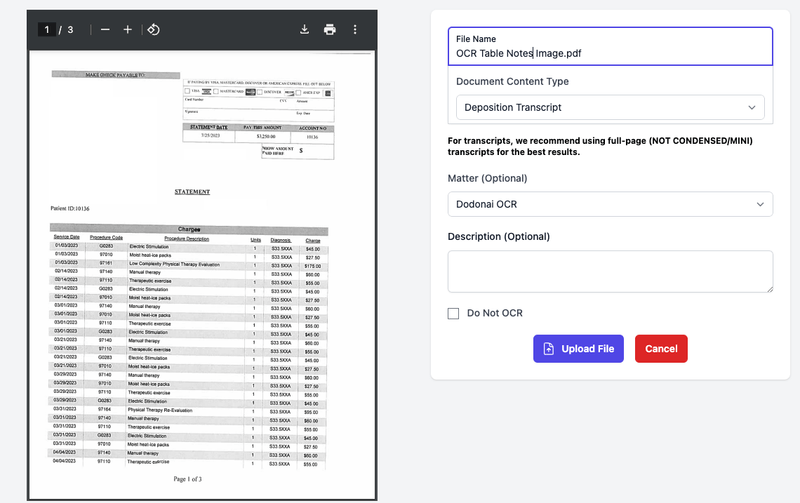 1 / 3
MAKE CHECK PAYABLE TO:
IF PAYING BY VISA, MASTERCARD, DISCOVER OR AMERICAN EXPRESS, FILL OUT BELOW
VISA MASTERCARD DISCOVER
Card Number CVC Amount
Signature Exp Date
STATEMENT DATE PAY THIS AMOUNT ACCOUNT NO.
7/25/2023 $3,250.00 10136
SHOW AMOUNT PAID HERE $
STATEMENT
Patient ID:10136
Charges
Service Date Procedure Code Procedure Description Units Diagnosis Charge
01/03/2023 G0283 Electric Stimulation 1 S33.5XXA $45.00
01/03/2023 97010 Moist heat-ice packs 1 S33.5XXA $27.50
01/03/2023 97161 Low Complexity Physical Therapy Evaluation 1 S33.5XXA $175.00
02/14/2023 97140 Manual therapy 1 S33.5XXA $60.00
02/14/2023 97110 Therapeutic exercise 1 S33.5XXA $55.00
02/14/2023 G0283 Electric Stimulation 1 S33.5XXA $45.00
02/14/2023 97010 Moist heat-ice packs 1 S33.5XXA $27.50
03/01/2023 97140 Manual therapy 1 S33.5XXA $60.00
03/01/2023 97010 Moist heat-ice packs 1 S33.5XXA $27.50
03/01/2023 97110 Therapeutic exercise 1 S33.5XXA $55.00
03/01/2023 G0283 Electric Stimulation 1 S33.5XXA $45.00
03/21/2023 97140 Manual therapy 1 S33.5XXA $60.00
03/21/2023 97110 Therapeutic exercise 1 S33.5XXA $55.00
03/21/2023 G0283 Electric Stimulation 1 S33.5XXA $45.00
03/21/2023 97010 Moist heat-ice packs 1 S33.5XXA $27.50
03/29/2023 97140 Manual therapy 1 S33.5XXA $60.00
03/29/2023 97010 Moist heat-ice packs 1 S33.5XXA $27.50
03/29/2023 97110 Therapeutic exercise 1 S33.5XXA $55.00
03/29/2023 G0283 Electric Stimulation 1 S33.5XXA $45.00
03/31/2023 97164 Physical Therapy Re-Evaluation 1 S33.5XXA $95.00
03/31/2023 97140 Manual therapy 1 S33.5XXA $60.00
03/31/2023 97110 Therapeutic exercise 1 S33.5XXA $55.00
03/31/2023 G0283 Electric Stimulation 1 S33.5XXA $45.00
03/31/2023 97010 Moist heat-ice packs 1 S33.5XXA $27.50
04/04/2023 97140 Manual therapy 1 S33.5XXA $60.00
04/04/2023 97110 Therapeutic exercise 1 S33.5XXA $55.00
Page 1 of 3
File Name
OCR Table Notes Image.pdf
Document Content Type
Deposition Transcript
For transcripts, we recommend using full-page (NOT CONDENSED/MINI)
transcripts for the best results.
Matter (Optional)
Dodonai OCR
Description (Optional)
Do Not OCR
Upload File
Cancel